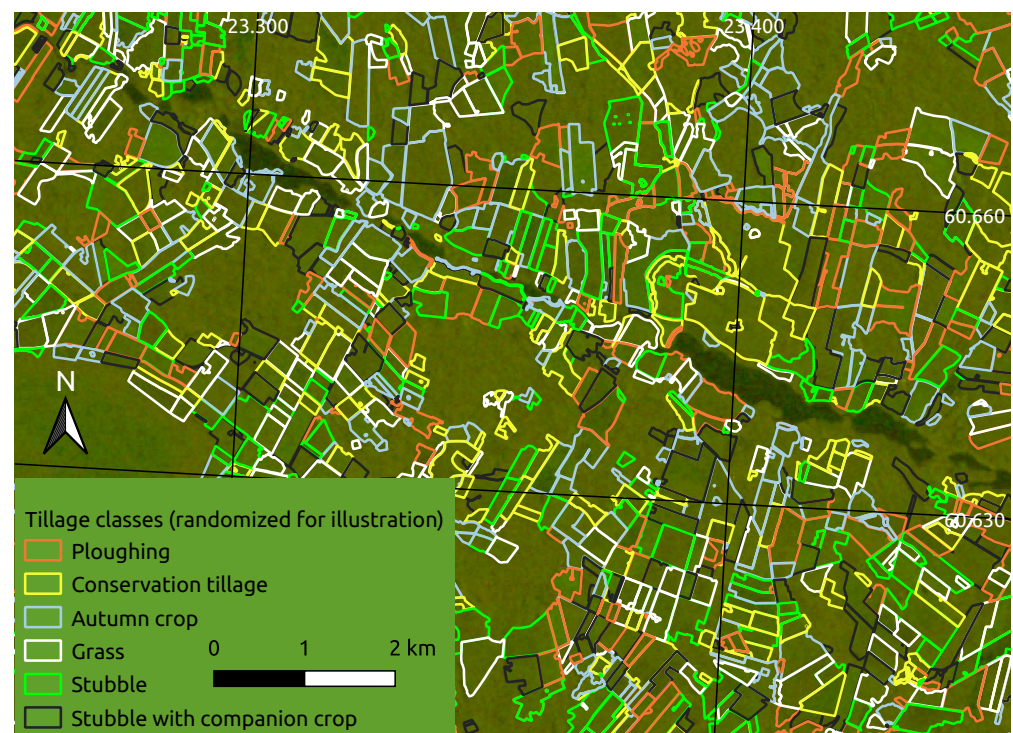 23.300
23.400
60.660
N
60.630
Tillage classes (randomized for illustration)
Ploughing
Conservation tillage
Autumn crop
Grass
0 1 2 km
Stubble
Stubble with companion crop